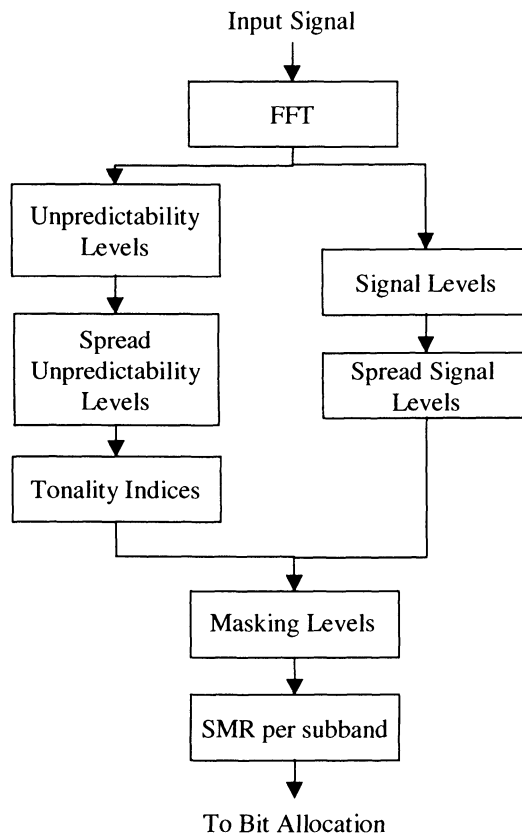 Input Signal
FFT
Unpredictability
Levels
Signal Levels
Spread
Unpredictability
Levels
Spread Signal
Levels
Tonality Indices
Masking Levels
SMR per subband
To Bit Allocation